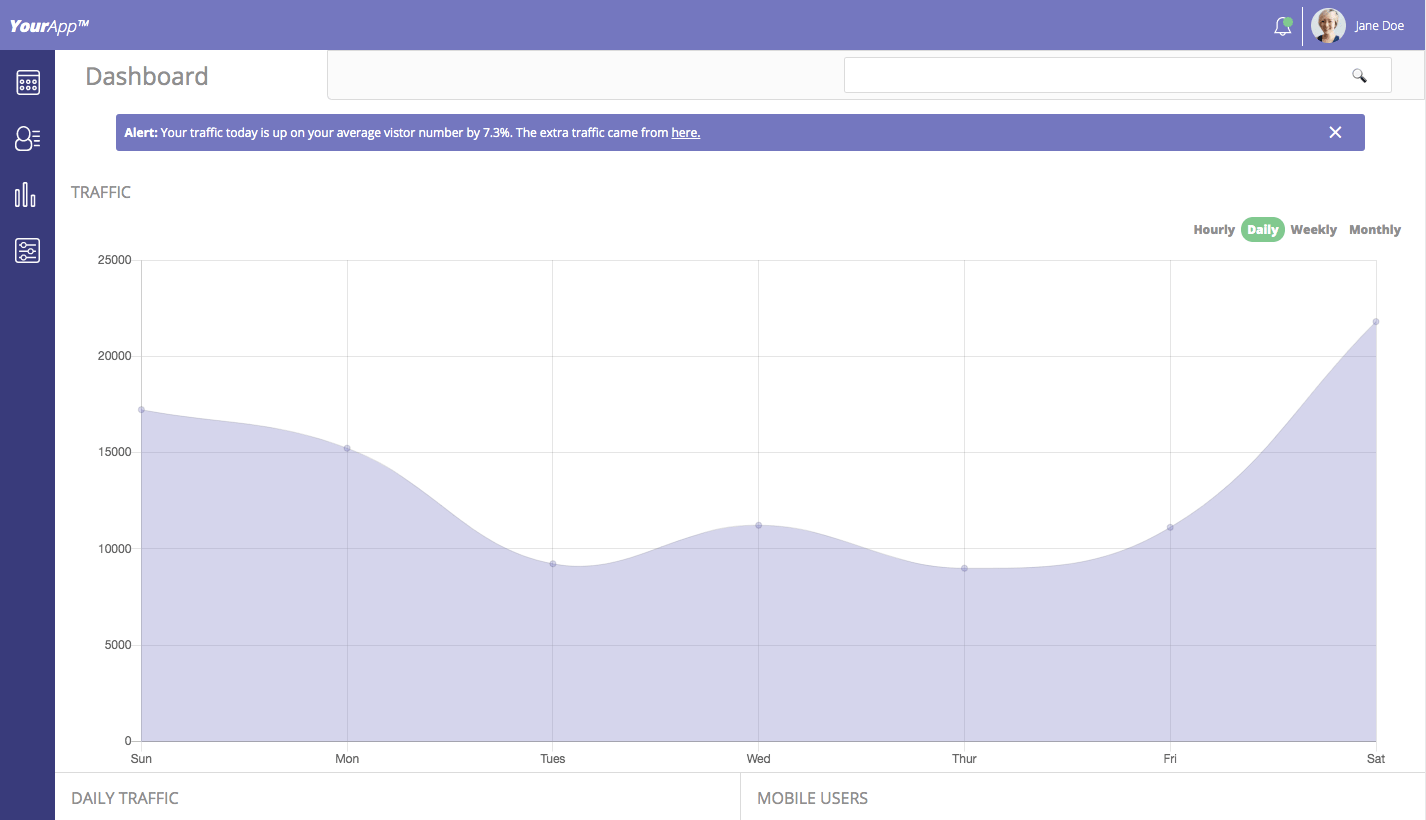 YourApp™
Jane Doe
Dashboard
Alert: Your traffic today is up on your average vistor number by 7.3%. The extra traffic came from here.
TRAFFIC
Hourly Daily Weekly Monthly
25000
20000
15000
10000
5000
0
Sun Mon Tues Wed Thur Fri Sat
DAILY TRAFFIC
MOBILE USERS